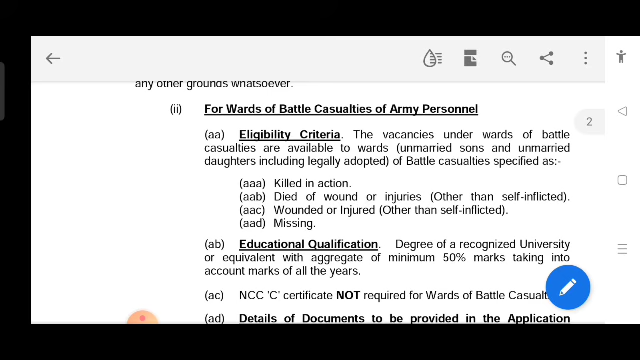 any other grounds whatsoever.
(ii) For Wards of Battle Casualties of Army Personnel
2
(aa) Eligibility Criteria. The vacancies under wards of battle
casualties are available to wards (unmarried sons and unmarried
daughters including legally adopted) of Battle casualties specified as:-
(aaa) Killed in action.
(aab) Died of wound or injuries (Other than self-inflicted).
(aac) Wounded or Injured (Other than self-inflicted).
(aad) Missing.
(ab) Educational Qualification. Degree of a recognized University
or equivalent with aggregate of minimum 50% marks taking into
account marks of all the years.
(ac) NCC 'C' certificate NOT required for Wards of Battle
(ad) Details of Documents to be provided in the Application